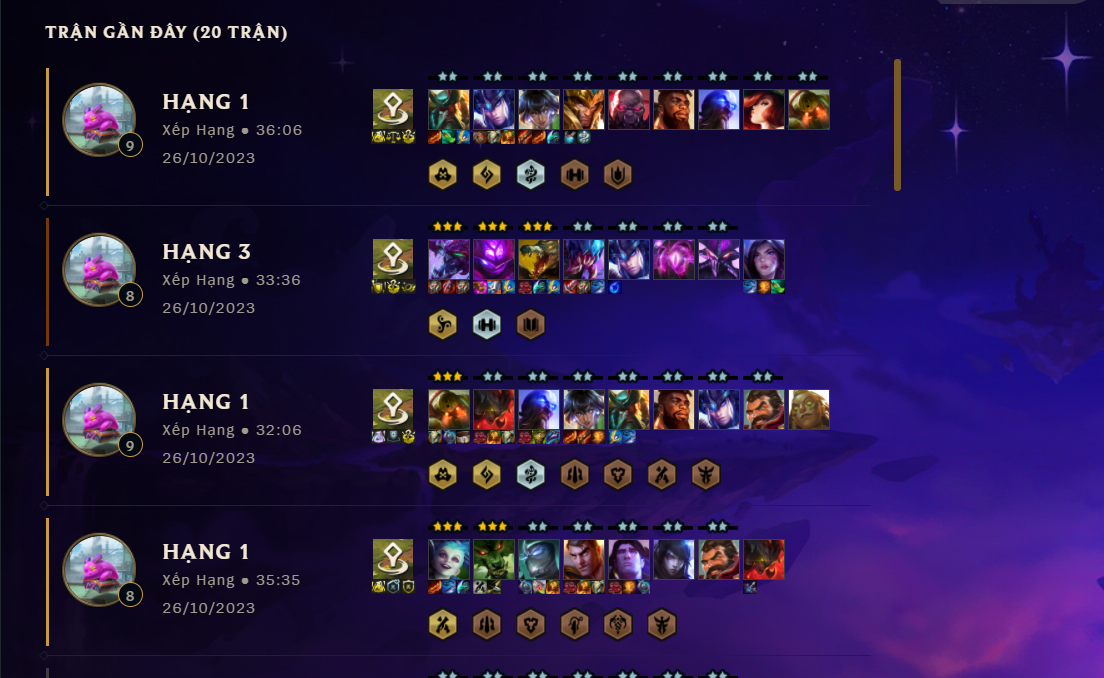 TRẬN GẦN ĐÂY (20 TRẬN)
HẠNG 1
Xếp Hạng • 36:06
9
26/10/2023
HẠNG 3
Xếp Hạng • 33:36
8
26/10/2023
HẠNG 1
Xếp Hạng • 32:06
9
26/10/2023
HẠNG 1
Xếp Hạng • 35:35
8
26/10/2023